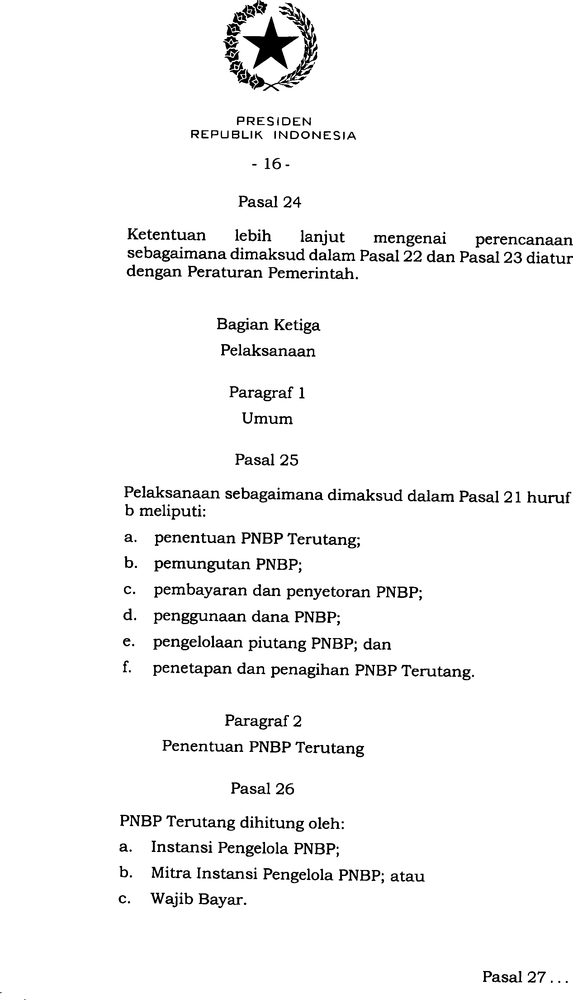 PRESIDEN
REPUBLIK INDONESIA
- 16 -
Pasal 24
Ketentuan lebih lanjut mengenai perencanaan
sebagaimana dimaksud dalam Pasal 22 dan Pasal 23 diatur
dengan Peraturan Pemerintah.
Bagian Ketiga
Pelaksanaan
Paragraf 1
Umum
Pasal 25
Pelaksanaan sebagaimana dimaksud dalam Pasal 21 huruf
b meliputi:
a. penentuan PNBP Terutang;
b. pemungutan PNBP;
c. pembayaran dan penyetoran PNBP;
d. penggunaan dana PNBP;
e. pengelolaan piutang PNBP; dan
f. penetapan dan penagihan PNBP Terutang.
Paragraf 2
Penentuan PNBP Terutang
Pasal 26
PNBP Terutang dihitung oleh:
a. Instansi Pengelola PNBP;
b. Mitra Instansi Pengelola PNBP; atau
c. Wajib Bayar.
Pasal 27 . . .